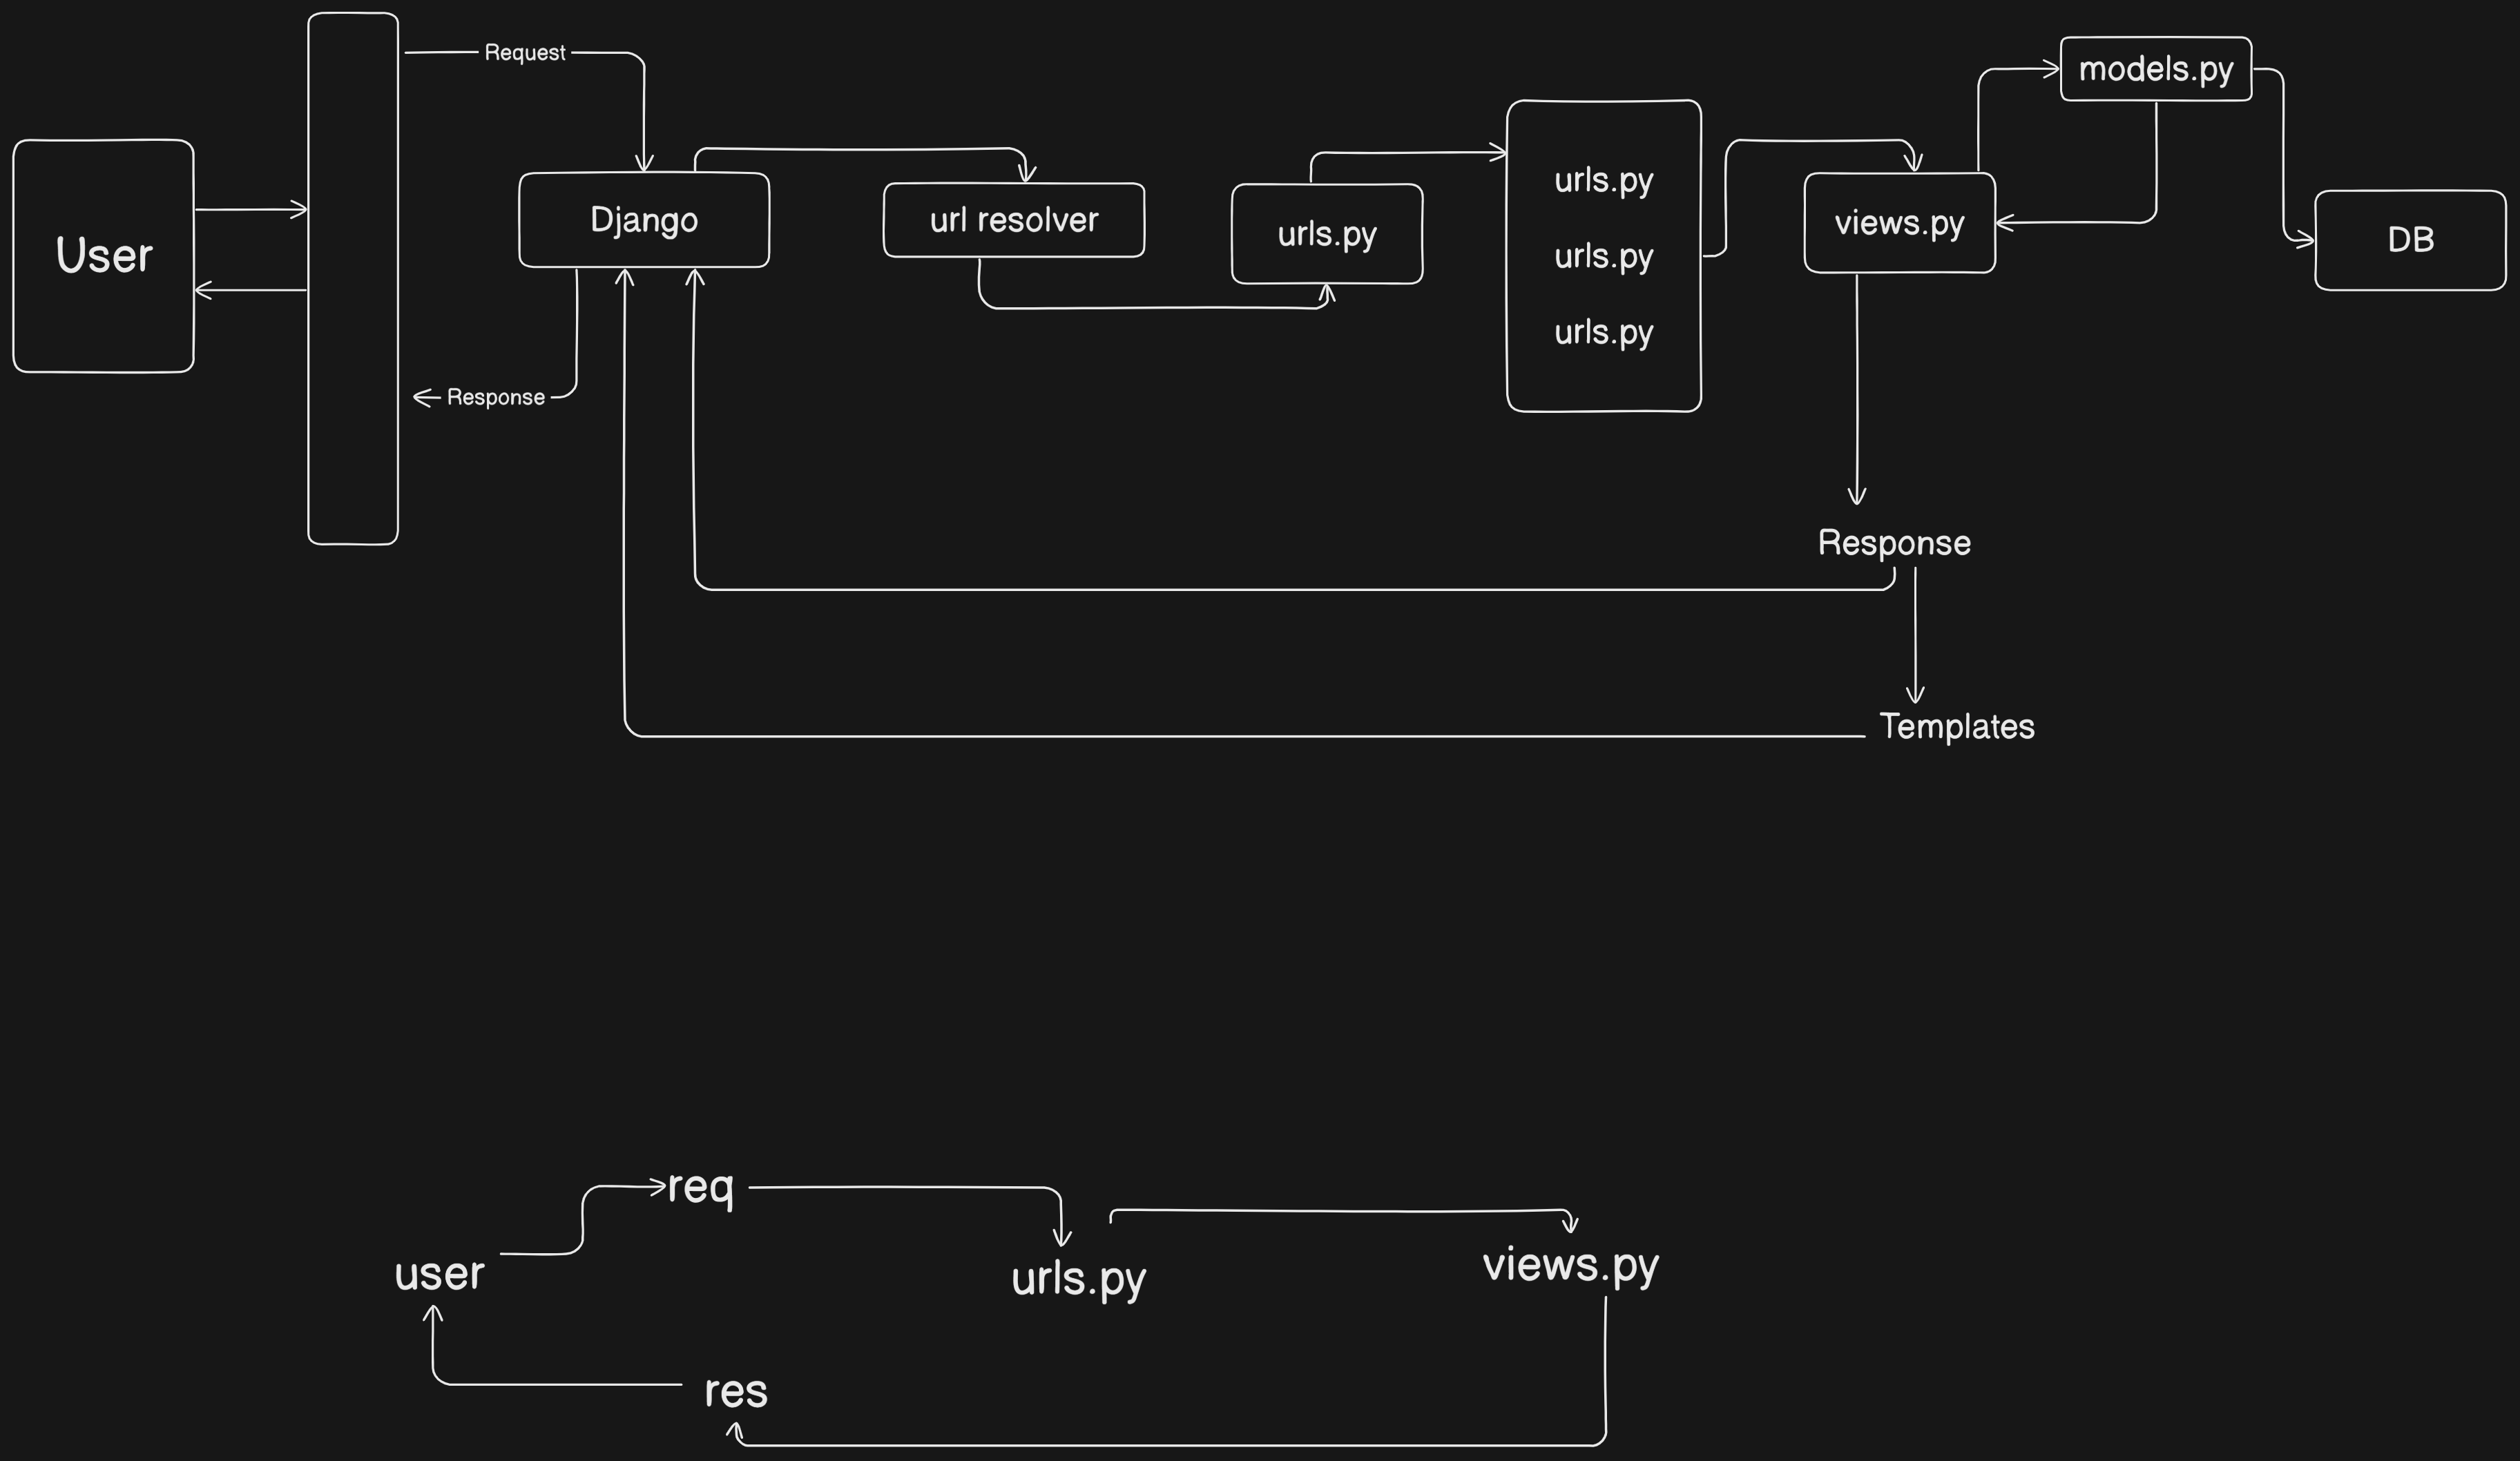 Request
models.py
urls.py
User
Django
url resolver
urls.py
urls.py
views.py
DB
urls.py
Response
Response
Templates
req
user
urls.py
views.py
res